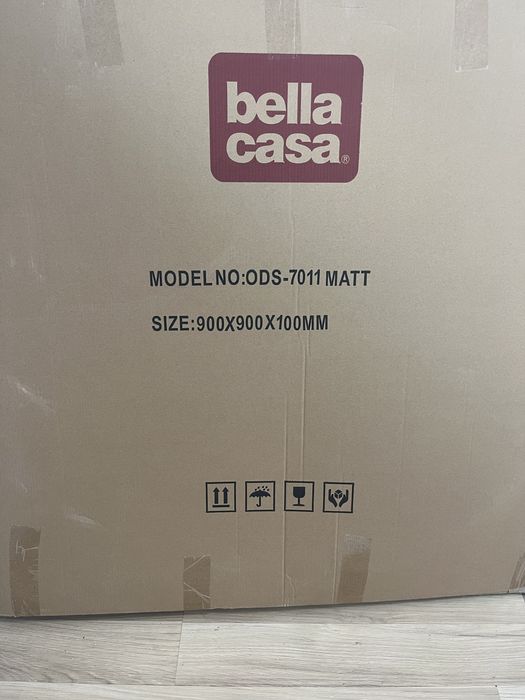 bella
casa®
MODEL NO:ODS-7011 MATT
SIZE:900X900X100MM